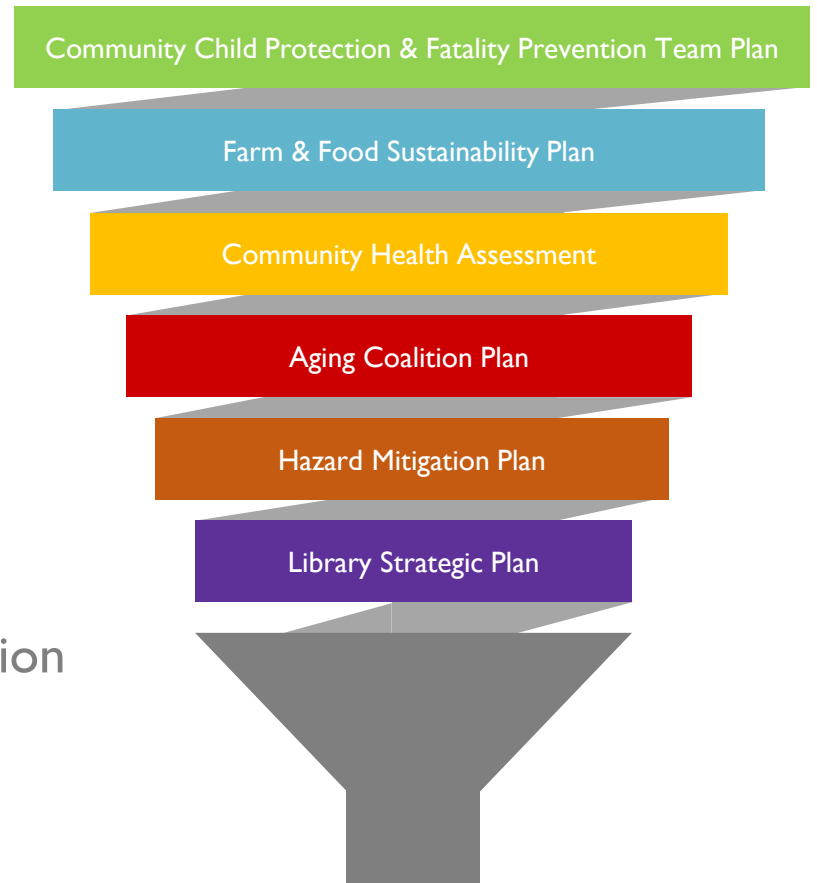 Community Child Protection & Fatality Prevention Team Plan
Farm & Food Sustainability Plan
Community Health Assessment
Aging Coalition Plan
Hazard Mitigation Plan
Library Strategic Plan
ion